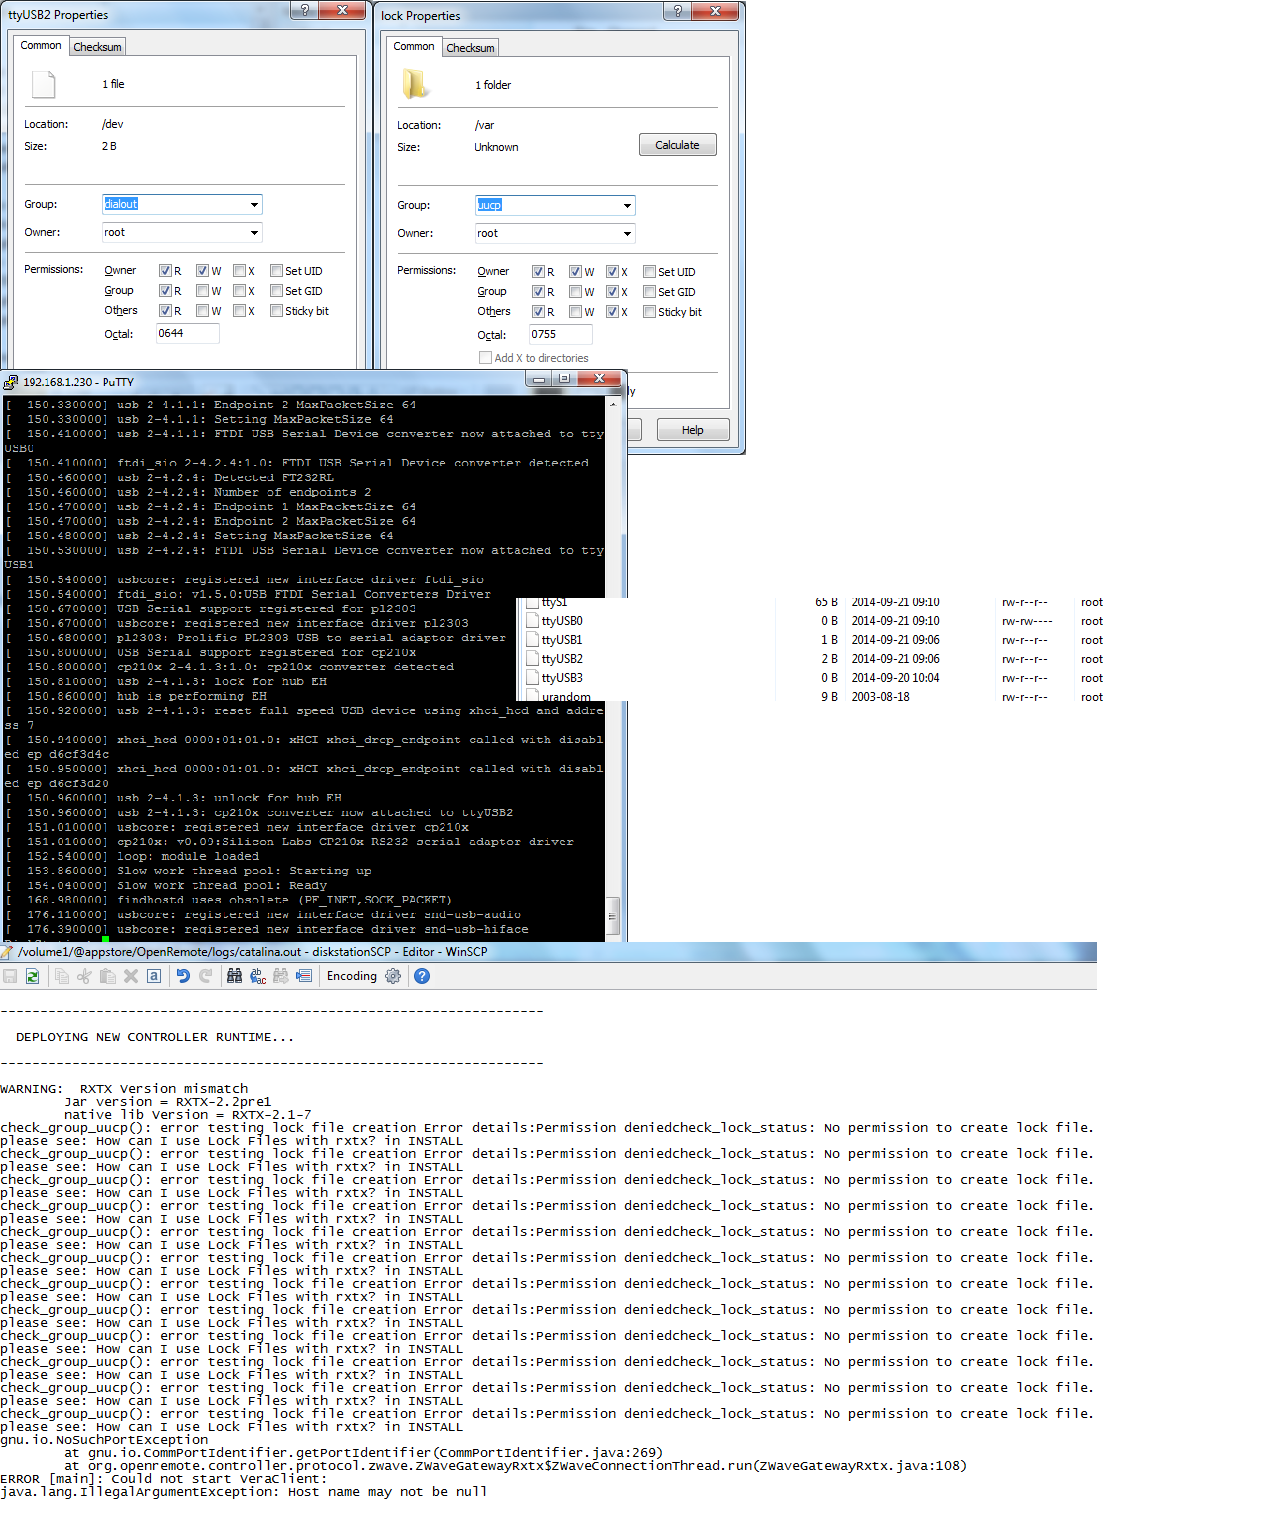 ttyUSB2 Properties
Common
Checksum
1 file
Location: /dev
Size: 2 B
Group: dialout
Owner: root
Permissions: Owner R W X Set UID
Group R W X Set GID
Others R W X Sticky bit
Octal: 0644
lock Properties
Common
Checksum
1 folder
Location: /var
Size: Unknown Calculate
Group: uucp
Owner: root
Permissions: Owner R W X Set UID
Group R W X Set GID
Others R W X Sticky bit
Octal: 0755
Add X to directories
ly
Help
192.168.1.230 - PuTTY
[  150.330000] usb 2-4.1.1: Endpoint 2 MaxPacketSize 64
[  150.330000] usb 2-4.1.1: Setting MaxPacketSize 64
[  150.410000] usb 2-4.1.1: FTDI USB Serial Device converter now attached to tty
USB0
[  150.410000] ftdi_sio 2-4.2.4:1.0: FTDI USB Serial Device converter detected
[  150.460000] usb 2-4.2.4: Detected FT232RL
[  150.460000] usb 2-4.2.4: Number of endpoints 2
[  150.470000] usb 2-4.2.4: Endpoint 1 MaxPacketSize 64
[  150.470000] usb 2-4.2.4: Endpoint 2 MaxPacketSize 64
[  150.480000] usb 2-4.2.4: Setting MaxPacketSize 64
[  150.530000] usb 2-4.2.4: FTDI USB Serial Device converter now attached to tty
USB1
[  150.540000] usbcore: registered new interface driver ftdi_sio
[  150.540000] ftdi_sio: v1.5.0:USB FTDI Serial Converters Driver
[  150.670000] USB Serial support registered for pl2303
[  150.670000] usbcore: registered new interface driver pl2303
[  150.680000] pl2303: Prolific PL2303 USB to serial adaptor driver
[  150.800000] USB Serial support registered for cp210x
[  150.800000] cp210x 2-4.1.3:1.0: cp210x converter detected
[  150.810000] usb 2-4.1.3: lock for hub EH
[  150.860000] hub is performing EH
[  150.920000] usb 2-4.1.3: reset full speed USB device using xhci_hcd and addre
ss 7
[  150.940000] xhci_hcd 0000:01:01.0: xHCI xhci_drop_endpoint called with disabl
ed ep d6cf3d4c
[  150.950000] xhci_hcd 0000:01:01.0: xHCI xhci_drop_endpoint called with disabl
ed ep d6cf3d20
[  150.960000] usb 2-4.1.3: unlock for hub EH
[  150.960000] usb 2-4.1.3: cp210x converter now attached to ttyUSB2
[  151.010000] usbcore: registered new interface driver cp210x
[  151.010000] cp210x: v0.09:Silicon Labs CP210x RS232 serial adaptor driver
[  152.540000] loop: module loaded
[  153.860000] Slow work thread pool: Starting up
[  154.040000] Slow work thread pool: Ready
[  168.980000] findhostd uses obsolete (PF_INET,SOCK_PACKET)
[  176.110000] usbcore: registered new interface driver snd-usb-audio
[  176.390000] usbcore: registered new interface driver snd-usb-hiface
ttyS1 65 B 2014-09-21 09:10 rw-r--r-- root
ttyUSB0 0 B 2014-09-21 09:10 rw-rw---- root
ttyUSB1 1 B 2014-09-21 09:06 rw-r--r-- root
ttyUSB2 2 B 2014-09-21 09:06 rw-r--r-- root
ttyUSB3 0 B 2014-09-20 10:04 rw-r--r-- root
urandom 9 B 2003-08-18 rw-r--r-- root
/volume1/@appstore/OpenRemote/logs/catalina.out - diskstationSCP - Editor - WinSCP
Encoding
--------------------------------------------------------------------
DEPLOYING NEW CONTROLLER RUNTIME...
--------------------------------------------------------------------
WARNING:  RXTX Version mismatch
Jar version = RXTX-2.2pre1
native lib Version = RXTX-2.1-7
check_group_uucp(): error testing lock file creation Error details:Permission deniedcheck_lock_status: No permission to create lock file.
please see: How can I use Lock Files with rxtx? in INSTALL
check_group_uucp(): error testing lock file creation Error details:Permission deniedcheck_lock_status: No permission to create lock file.
please see: How can I use Lock Files with rxtx? in INSTALL
check_group_uucp(): error testing lock file creation Error details:Permission deniedcheck_lock_status: No permission to create lock file.
please see: How can I use Lock Files with rxtx? in INSTALL
check_group_uucp(): error testing lock file creation Error details:Permission deniedcheck_lock_status: No permission to create lock file.
please see: How can I use Lock Files with rxtx? in INSTALL
check_group_uucp(): error testing lock file creation Error details:Permission deniedcheck_lock_status: No permission to create lock file.
please see: How can I use Lock Files with rxtx? in INSTALL
check_group_uucp(): error testing lock file creation Error details:Permission deniedcheck_lock_status: No permission to create lock file.
please see: How can I use Lock Files with rxtx? in INSTALL
check_group_uucp(): error testing lock file creation Error details:Permission deniedcheck_lock_status: No permission to create lock file.
please see: How can I use Lock Files with rxtx? in INSTALL
check_group_uucp(): error testing lock file creation Error details:Permission deniedcheck_lock_status: No permission to create lock file.
please see: How can I use Lock Files with rxtx? in INSTALL
check_group_uucp(): error testing lock file creation Error details:Permission deniedcheck_lock_status: No permission to create lock file.
please see: How can I use Lock Files with rxtx? in INSTALL
check_group_uucp(): error testing lock file creation Error details:Permission deniedcheck_lock_status: No permission to create lock file.
please see: How can I use Lock Files with rxtx? in INSTALL
check_group_uucp(): error testing lock file creation Error details:Permission deniedcheck_lock_status: No permission to create lock file.
please see: How can I use Lock Files with rxtx? in INSTALL
check_group_uucp(): error testing lock file creation Error details:Permission deniedcheck_lock_status: No permission to create lock file.
please see: How can I use Lock Files with rxtx? in INSTALL
gnu.io.NoSuchPortException
at gnu.io.CommPortIdentifier.getPortIdentifier(CommPortIdentifier.java:269)
at org.openremote.controller.protocol.zwave.ZWaveGatewayRxtx$ZWaveConnectionThread.run(ZWaveGatewayRxtx.java:108)
ERROR [main]: Could not start VeraClient:
java.lang.IllegalArgumentException: Host name may not be null